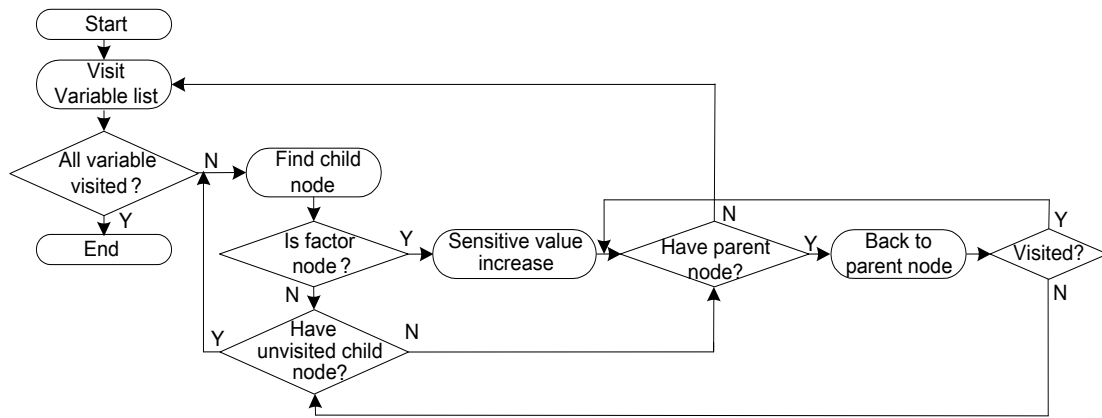 Start
Visit
Variable list
All variable
visited?
N
Y
End
Find child
node
Is factor
node?
Y
N
Sensitive value
increase
Have parent
node?
N
Y
Back to
parent node
Visited?
Y
N
Have
unvisited child
node?
Y
N